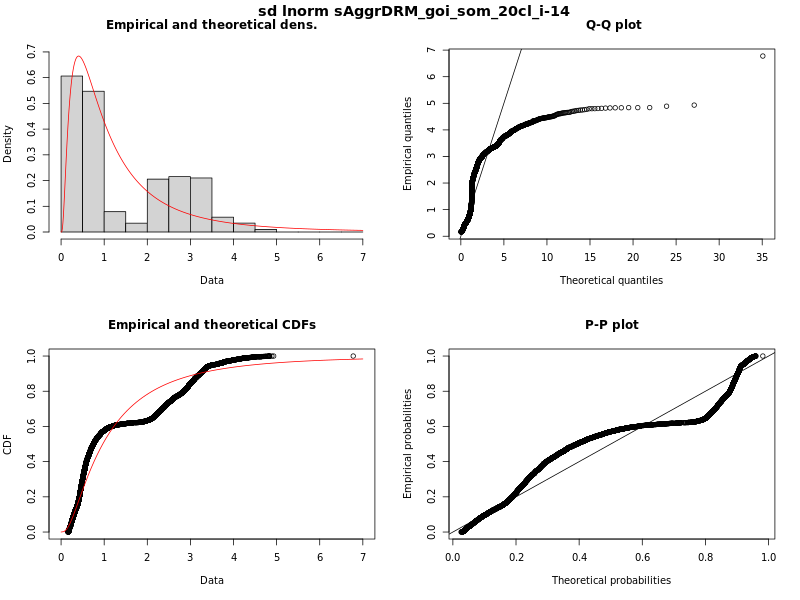 sd lnorm sAggrDRM_goi_som_20cl_i-14
Empirical and theoretical dens.
Density
0.0 0.1 0.2 0.3 0.4 0.5 0.6 0.7
0 1 2 3 4 5 6 7
Data
Q-Q plot
Empirical quantiles
0 1 2 3 4 5 6 7
0 5 10 15 20 25 30 35
Theoretical quantiles
Empirical and theoretical CDFs
CDF
0.0 0.2 0.4 0.6 0.8 1.0
0 1 2 3 4 5 6 7
Data
P-P plot
Empirical probabilities
0.0 0.2 0.4 0.6 0.8 1.0
0.0 0.2 0.4 0.6 0.8 1.0
Theoretical probabilities